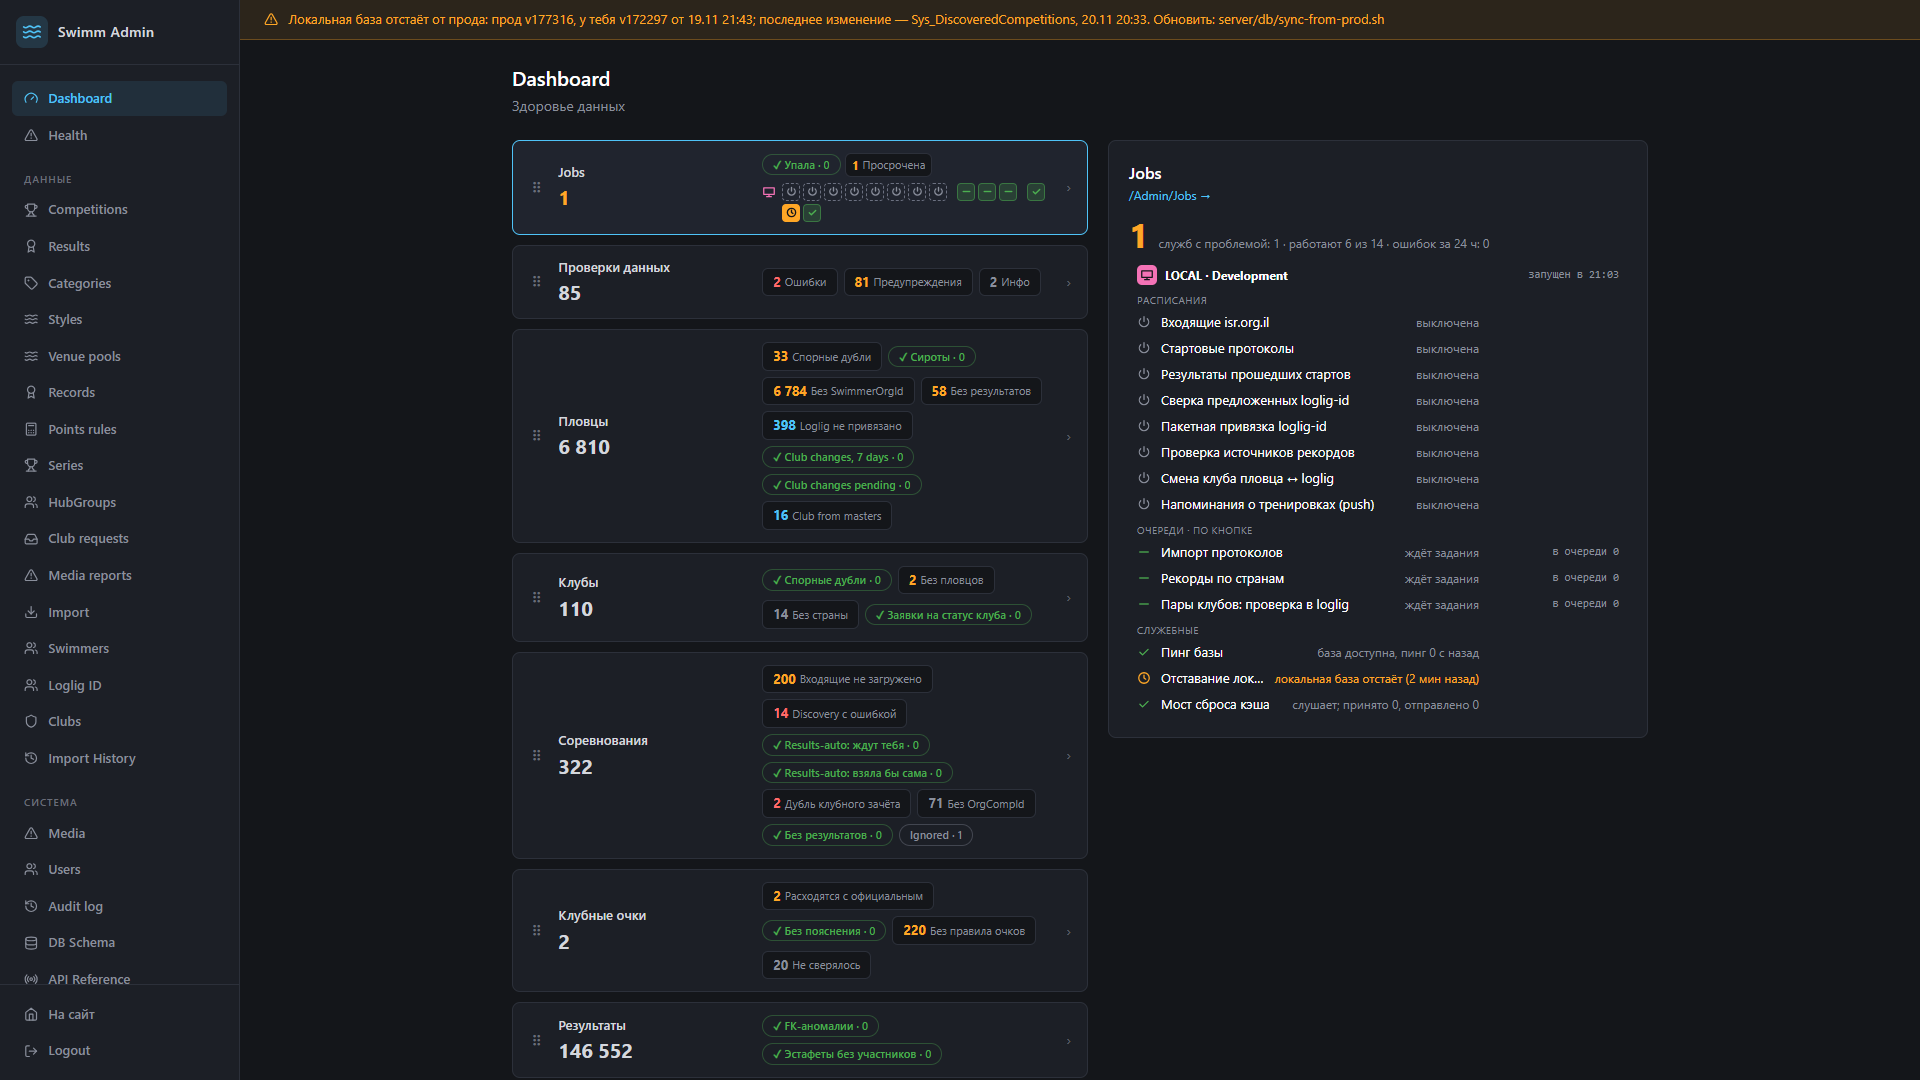 Swimm Admin
Локальная база отстаёт от прода: прод v177316, у тебя v172297 от 19.11 21:43; последнее изменение — Sys_DiscoveredCompetitions, 20.11 20:33. Обновить: server/db/sync-from-prod.sh
Dashboard
Health
ДАННЫЕ
Competitions
Results
Categories
Styles
Venue pools
Records
Points rules
Series
HubGroups
Club requests
Media reports
Import
Swimmers
Loglig ID
Clubs
Import History
СИСТЕМА
Media
Users
Audit log
DB Schema
API Reference
На сайт
Logout
Dashboard
Здоровье данных
Jobs
1
✓ Упала · 0
1 Просрочена
Проверки данных
85
2 Ошибки
81 Предупреждения
2 Инфо
Пловцы
6 810
33 Спорные дубли
✓ Сироты · 0
6 784 Без SwimmerOrgId
58 Без результатов
398 Loglig не привязано
✓ Club changes, 7 days · 0
✓ Club changes pending · 0
16 Club from masters
Клубы
110
✓ Спорные дубли · 0
2 Без пловцов
14 Без страны
✓ Заявки на статус клуба · 0
Соревнования
322
200 Входящие не загружено
14 Discovery с ошибкой
✓ Results-auto: ждут тебя · 0
✓ Results-auto: взяла бы сама · 0
2 Дубль клубного зачёта
71 Без OrgCompId
✓ Без результатов · 0
Ignored · 1
Клубные очки
2
2 Расходятся с официальным
✓ Без пояснения · 0
220 Без правила очков
20 Не сверялось
Результаты
146 552
✓ FK-аномалии · 0
✓ Эстафеты без участников · 0
Jobs
/Admin/Jobs →
1 служб с проблемой: 1 · работают 6 из 14 · ошибок за 24 ч: 0
LOCAL · Development запущен в 21:03
РАСПИСАНИЯ
Входящие isr.org.il выключена
Стартовые протоколы выключена
Результаты прошедших стартов выключена
Сверка предложенных loglig-id выключена
Пакетная привязка loglig-id выключена
Проверка источников рекордов выключена
Смена клуба пловца ↔ loglig выключена
Напоминания о тренировках (push) выключена
ОЧЕРЕДИ · ПО КНОПКЕ
Импорт протоколов ждёт задания в очереди 0
Рекорды по странам ждёт задания в очереди 0
Пары клубов: проверка в loglig ждёт задания в очереди 0
СЛУЖЕБНЫЕ
Пинг базы база доступна, пинг 0 с назад
Отставание лок... локальная база отстаёт (2 мин назад)
Мост сброса кэша слушает; принято 0, отправлено 0